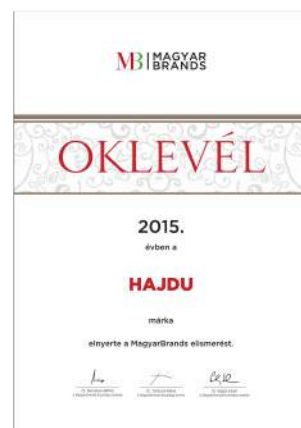 MB MAGYAR
BRANDS
OKLEVÉL
2015.
évben a
HAJDU
márka
elnyerte a MagyarBrands elismerést.